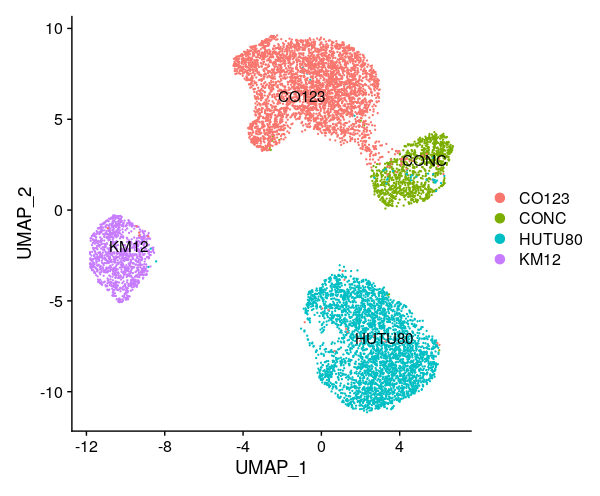 10
5
0
-5
-10
UMAP_2
CO123
CONC
KM12
HUTU80
-12
-8
-4
0
4
UMAP_1
CO123
CONC
HUTU80
KM12